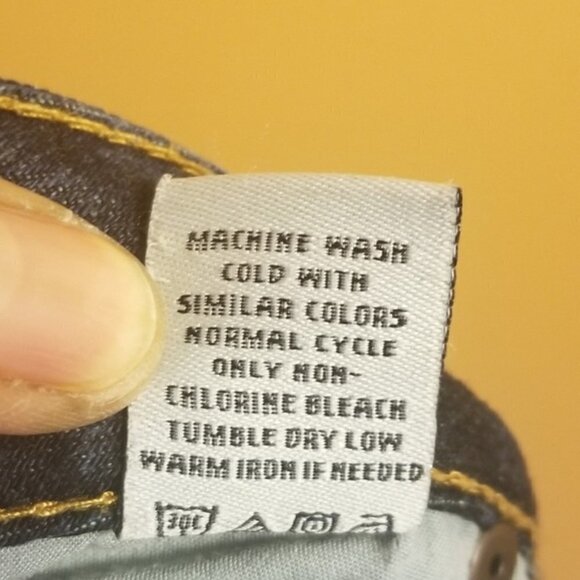 MACHINE WASH
COLD WITH
SIMILAR COLORS
NORMAL CYCLE
ONLY NON-
CHLORINE BLEACH
TUMBLE DRY LOW
WARM IRON IF NEEDED
30C